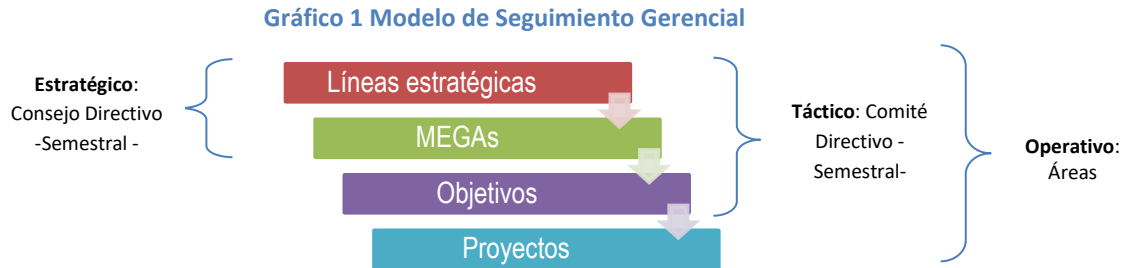 Gráfico 1 Modelo de Seguimiento Gerencial
Estratégico:
Consejo Directivo
-Semestral -
Líneas estratégicas
MEGAs
Objetivos
Proyectos
Táctico: Comité
Directivo -
Semestral-
Operativo:
Áreas